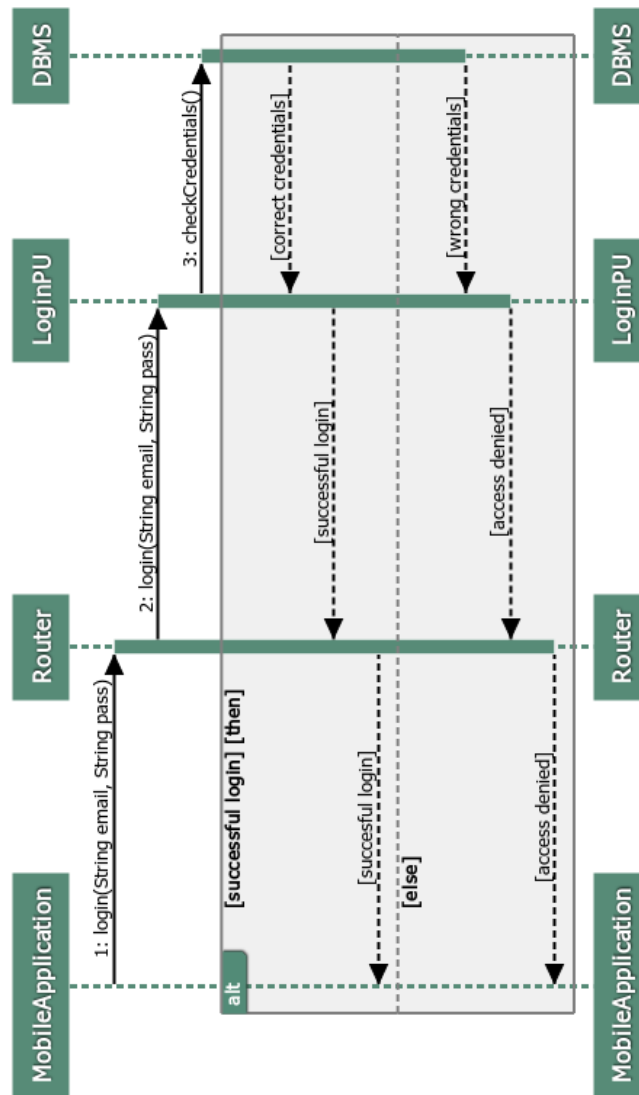 MobileApplication
Router
LoginPU
DBMS
1: login(String email, String pass)
2: login(String email, String pass)
3: checkCredentials()
alt
[successful login] [then]
[correct credentials]
[successful login]
[succesful login]
[else]
[wrong credentials]
[access denied]
[access denied]
MobileApplication
Router
LoginPU
DBMS